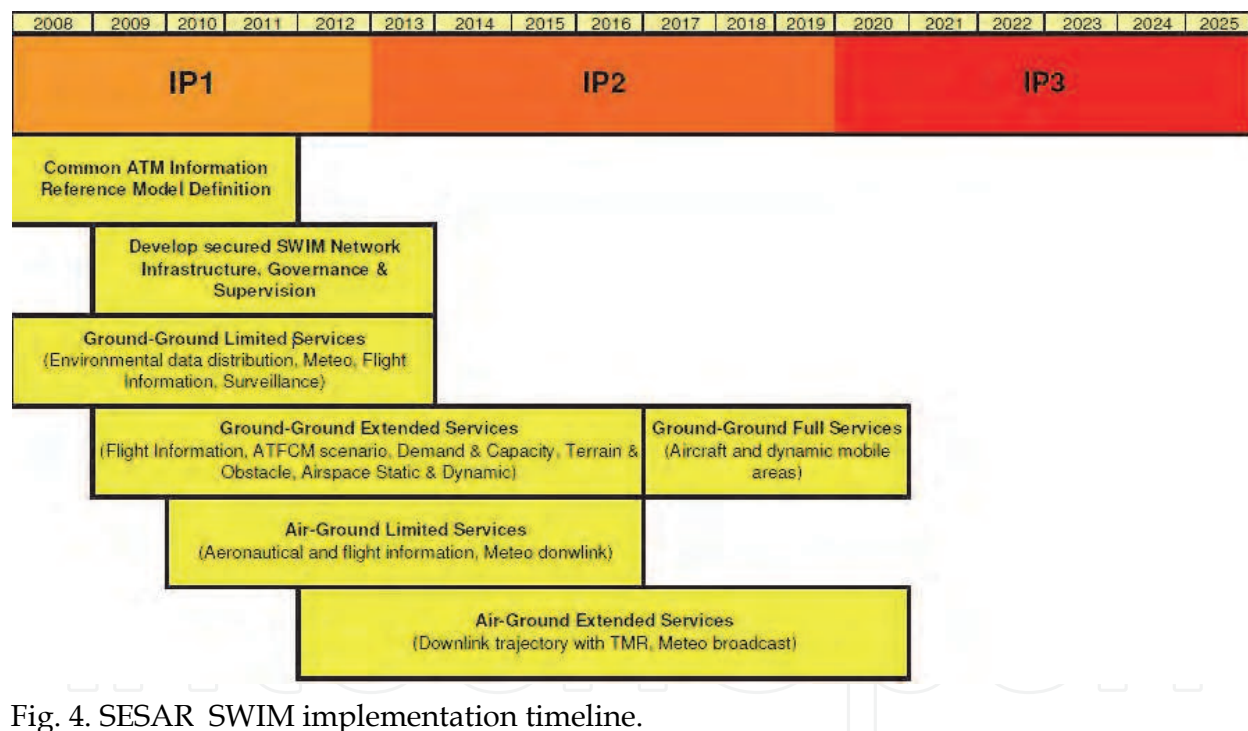 2008 2009 2010 2011 2012 2013 2014 2015 2016 2017 2018 2019 2020 2021 2022 2023 2024 2025
IP1 IP2 IP3
Common ATM Information
Reference Model Definition
Develop secured SWIM Network
Infrastructure, Governance &
Supervision
Ground-Ground Limited Services
(Environmental data distribution, Meteo, Flight
Information, Surveillance)
Ground-Ground Extended Services
(Flight Information, ATFCM scenario, Demand & Capacity, Terrain &
Obstacle, Airspace Static & Dynamic)
Ground-Ground Full Services
(Aircraft and dynamic mobile
areas)
Air-Ground Limited Services
(Aeronautical and flight information, Meteo donwlink)
Air-Ground Extended Services
(Downlink trajectory with TMR, Meteo broadcast)
Fig. 4. SESAR SWIM implementation timeline.